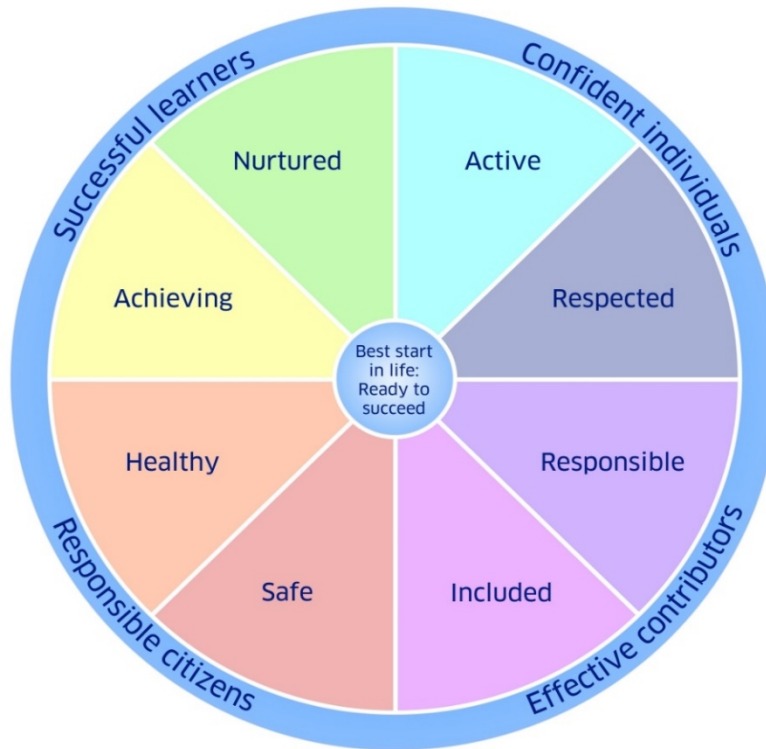 Successful learners
Confident individuals
Nurtured
Active
Achieving
Respected
Best start
in life:
Ready to
succeed
Healthy
Responsible
Safe
Included
Responsible citizens
Effective contributors